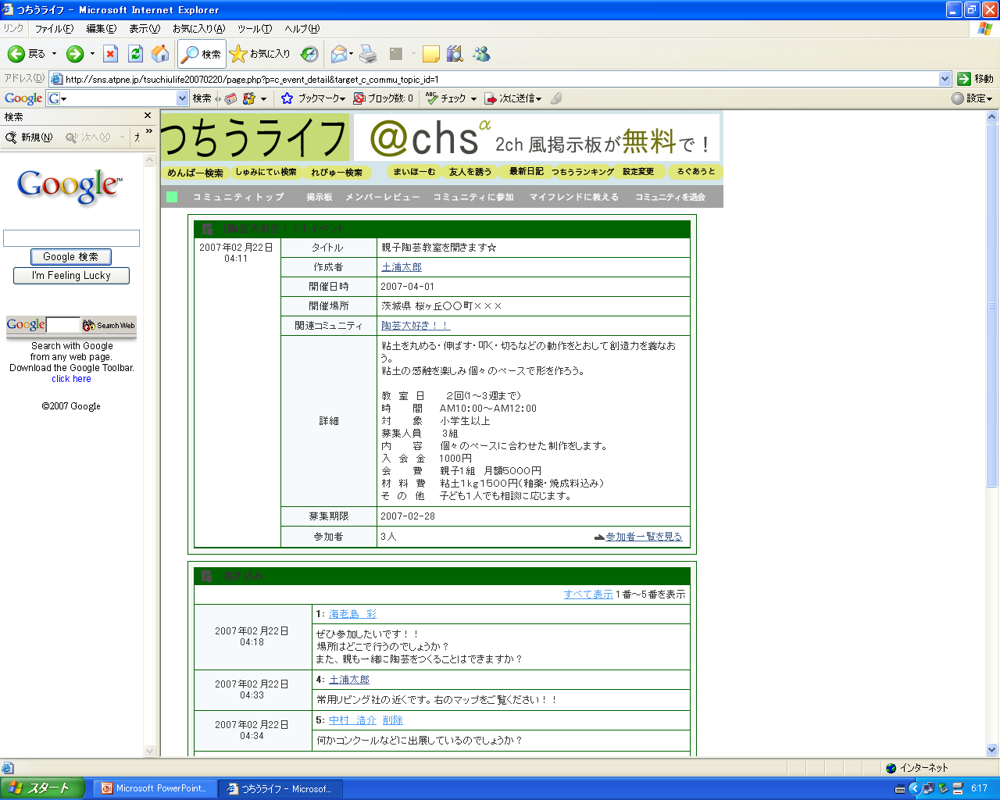 つちうライフ - Microsoft Internet Explorer
リンク ファイル(F) 編集(E) 表示(V) お気に入り(A) ツール(T) ヘルプ(H)
戻る 検索 お気に入り
アドレス(D) http://sns.atpne.jp/tsuchiulife20070220/page.php?p=c_event_detail&target_c_commu_topic_id=1 移動
Google G 検索 ブックマーク ブロック数: 0 ABC チェック 次に送信 設定
検索
新規(N) 次へ(X)
Google™
Google 検索
I'm Feeling Lucky
Google Search Web
Search with Google
from any web page.
Download the Google Toolbar.
click here
©2007 Google
つちうライフ @chsα 2ch 風掲示板が無料で！
めんばー検索 しゅみにてぃ検索 れびゅー検索 まいほーむ 友人を誘う 最新日記 つちうランキング 設定変更 ろぐあうと
コミュニティトップ 掲示板 メンバーレビュー コミュニティに参加 マイフレンドに教える コミュニティを退会
[陶芸大好き！！] イベント
2007年02月22日
04:11
タイトル 親子陶芸教室を開きます☆
作成者 土浦太郎
開催日時 2007-04-01
開催場所 茨城県 桜ヶ丘○○町×××
関連コミュニティ 陶芸大好き！！
詳細
粘土を丸める・伸ばす・叩く・切るなどの動作をとおして創造力を養なお
う。
粘土の感触を楽しみ個々のペースで形を作ろう。
教 室 日 2回(1～3週まで)
時 間 AM10:00～AM12:00
対 象 小学生以上
募集人員 3組
内 容 個々のペースに合わせた制作をします。
入 会 金 1000円
会 費 親子1組 月額5000円
材 料 費 粘土1kg1500円(釉薬・焼成料込み)
そ の 他 子ども1人でも相談に応じます。
募集期限 2007-02-28
参加者 3人 参加者一覧を見る
書き込み
すべて表示 1番～5番を表示
2007年02月22日
04:18
1: 海老島 彩
ぜひ参加したいです！！
場所はどこで行うのでしょうか？
また、親も一緒に陶芸をつくることはできますか？
2007年02月22日
04:33
4: 土浦太郎
常用リビング社の近くです。右のマップをご覧ください！！
2007年02月22日
04:34
5: 中村 浩介 削除
何かコンクールなどに出展しているのでしょうか？
インターネット
スタート Microsoft PowerPoint... つちうライフ - Microsof... 6:17